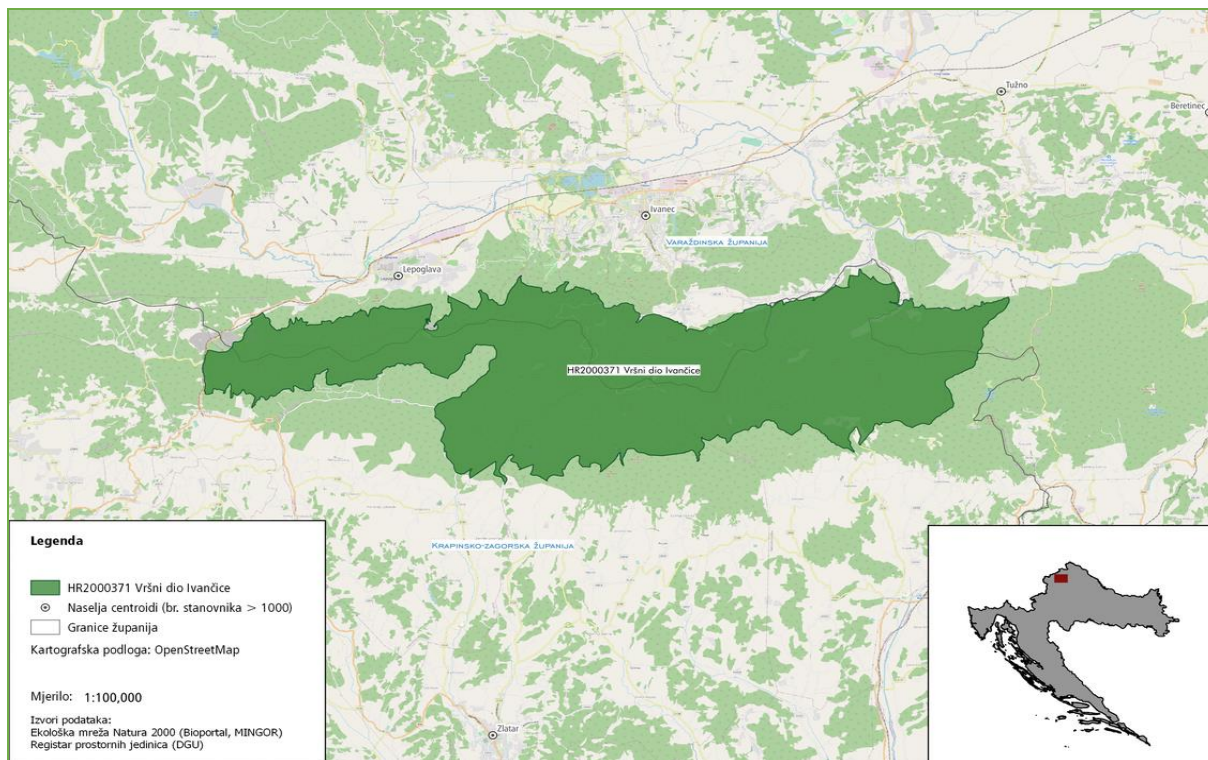 Tužno
Beretinec
Ivanec
VARAŽDINSKA ŽUPANIJA
Lepoglava
HR2000371 Vršni dio Ivančice
KRAPINSKO-ZAGORSKA ŽUPANIJA
Zlatar
Legenda
HR2000371 Vršni dio Ivančice
Naselja centroidi (br. stanovnika > 1000)
Granice županija
Kartografska podloga: OpenStreetMap
Mjerilo: 1:100,000
Izvori podataka:
Ekološka mreža Natura 2000 (Bioportal, MINGOR)
Registar prostornih jedinica (DGU)